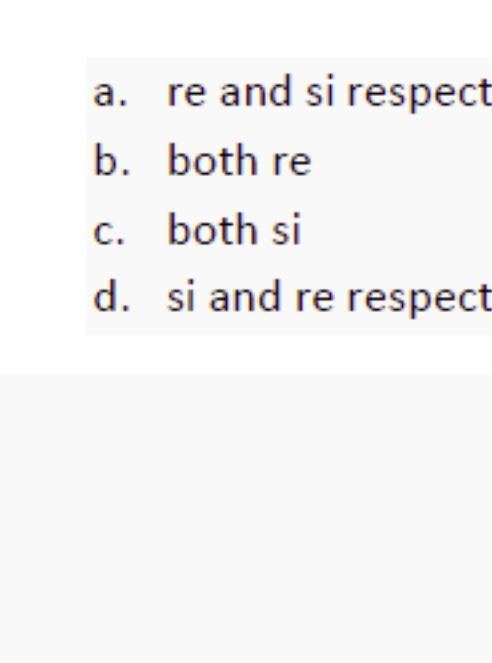 a. re and si respect
b. both re
c. both si
d. si and re respect